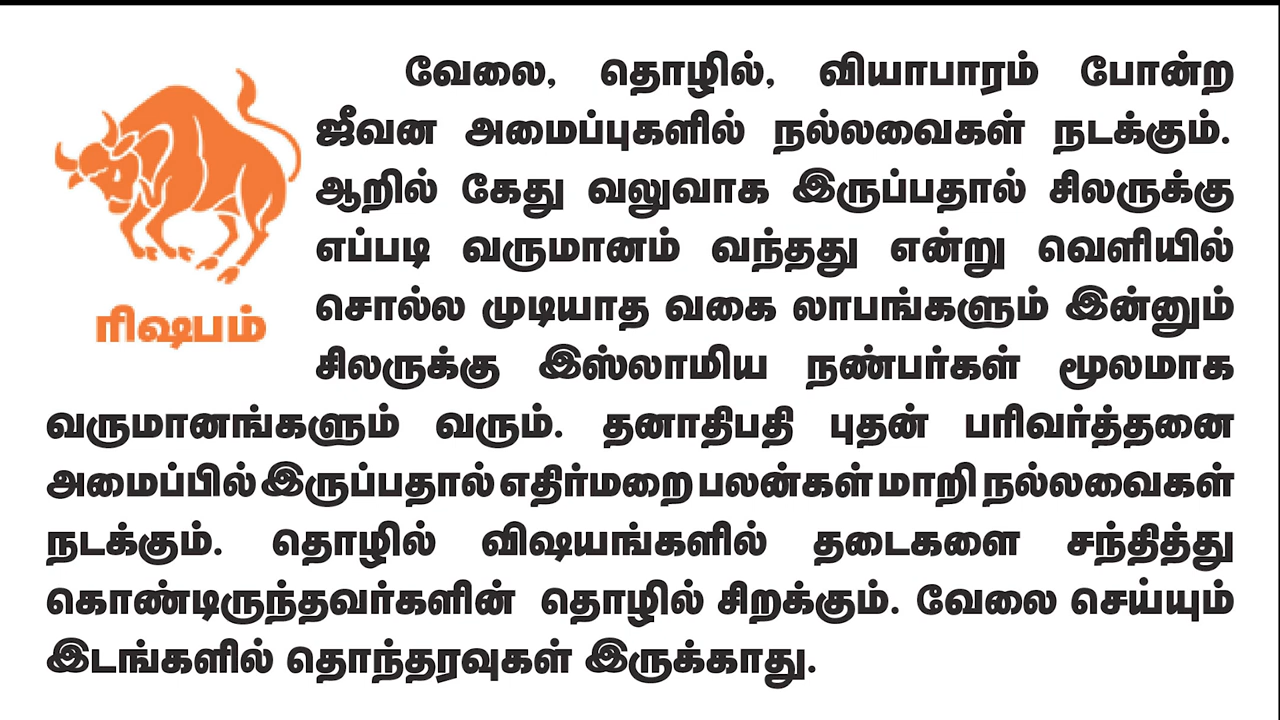 வேலை, தொழில், வியாபாரம் போன்ற
ஜீவன அமைப்புகளில் நல்லவைகள் நடக்கும்.
ஆறில் கேது வலுவாக இருப்பதால் சிலருக்கு
எப்படி வருமானம் வந்தது என்று வெளியில்
சொல்ல முடியாத வகை லாபங்களும் இன்னும்
சிலருக்கு இஸ்லாமிய நண்பர்கள் மூலமாக
வருமானங்களும் வரும். தனாதிபதி புதன் பரிவர்த்தனை
அமைப்பில் இருப்பதால் எதிர்மறை பலன்கள் மாறி நல்லவைகள்
நடக்கும். தொழில் விஷயங்களில் தடைகளை சந்தித்து
கொண்டிருந்தவர்களின் தொழில் சிறக்கும். வேலை செய்யும்
இடங்களில் தொந்தரவுகள் இருக்காது.
ரிஷபம்